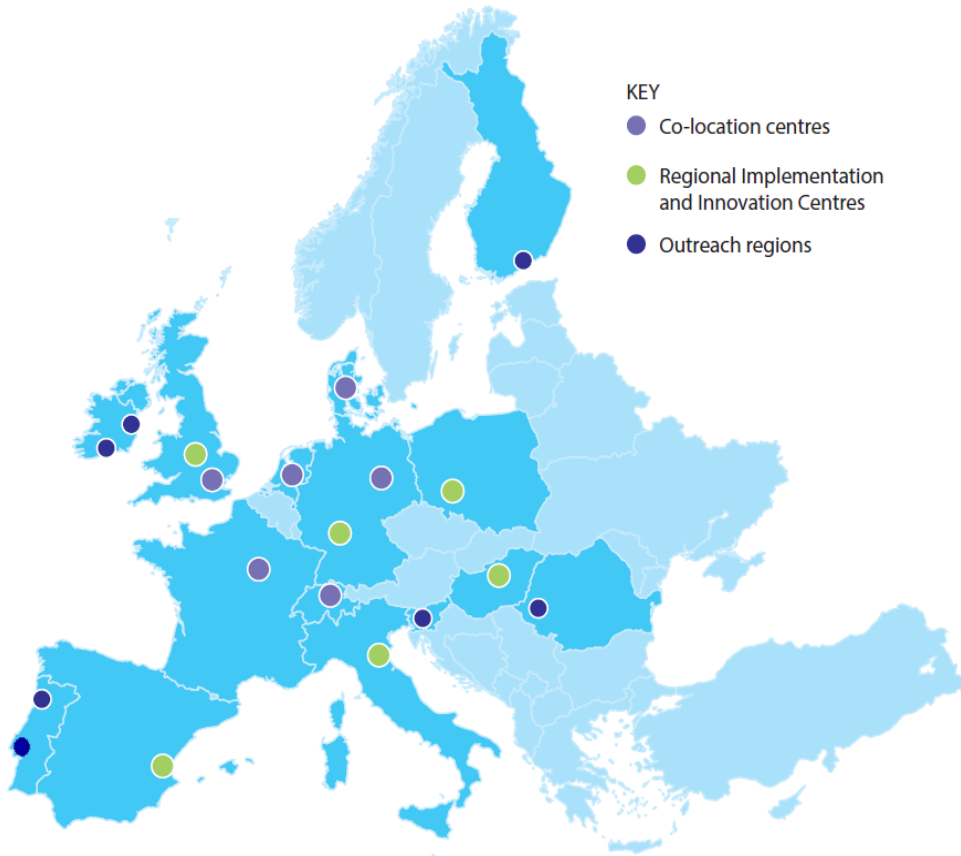 KEY
Co-location centres
Regional Implementation
and Innovation Centres
Outreach regions